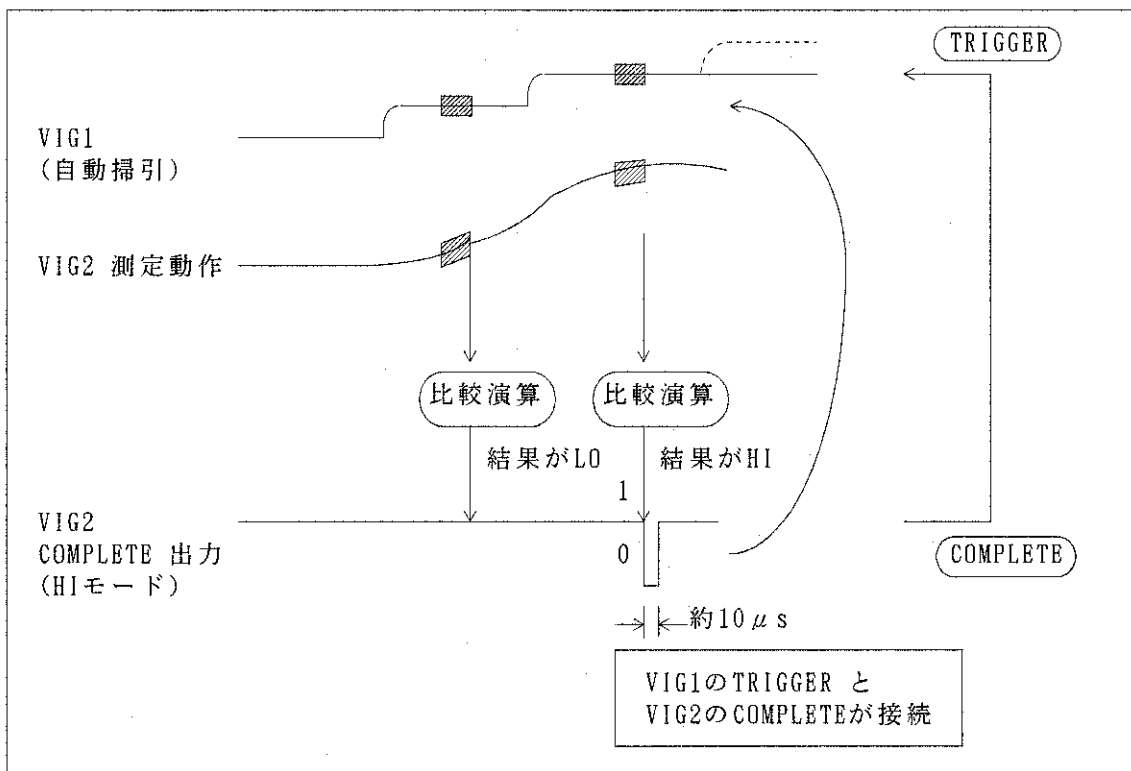 TRIGGER
VIG1
(自動掃引)
VIG2 測定動作
比較演算
比較演算
結果がLO
結果がHI
1
VIG2
COMPLETE 出力
(HIモード)
0
COMPLETE
約10μs
VIG1のTRIGGER と
VIG2のCOMPLETEが接続